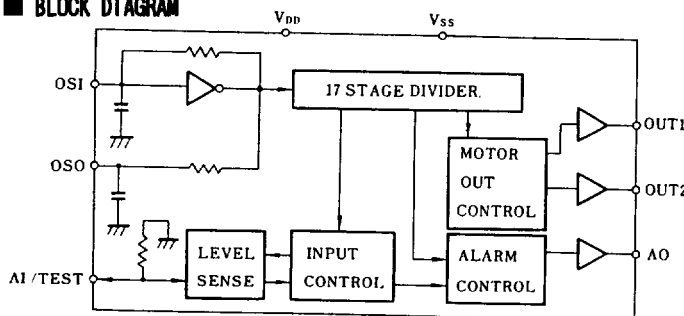 ■ BLOCK DIAGRAM
VDD
VSS
OSI
17 STAGE DIVIDER.
OUT1
MOTOR
OUT
CONTROL
OSO
OUT2
LEVEL
SENSE
INPUT
CONTROL
ALARM
CONTROL
AO
AI/TEST